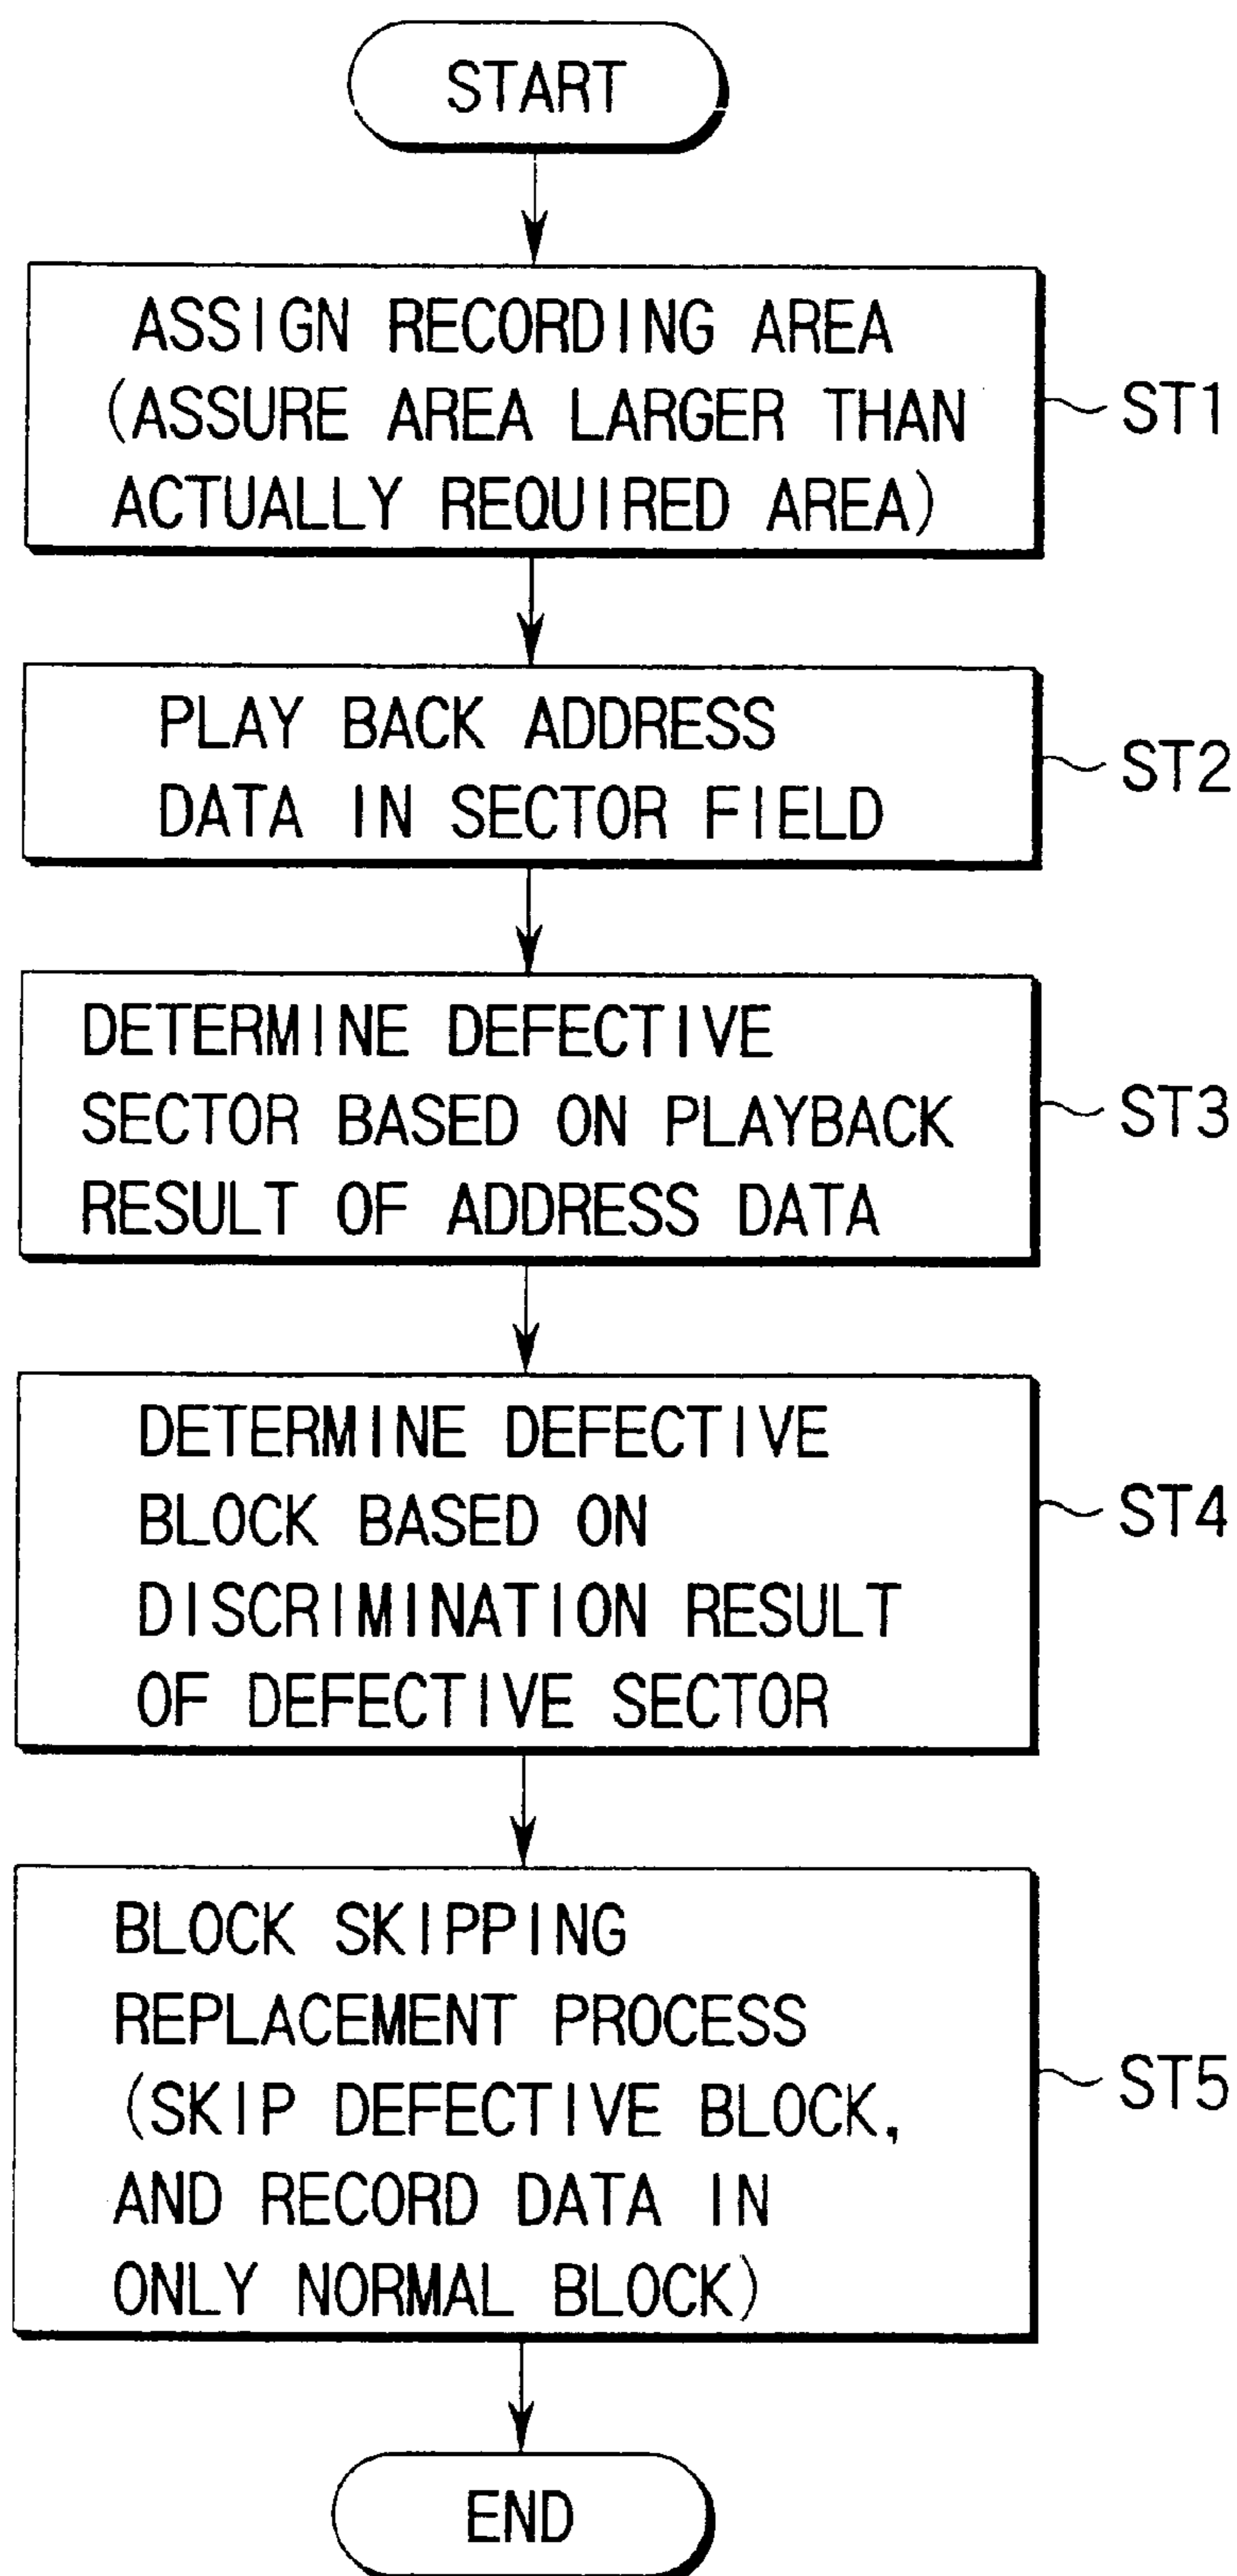 START
ASSIGN RECORDING AREA
(ASSURE AREA LARGER THAN
ACTUALLY REQUIRED AREA)
ST1
PLAY BACK ADDRESS
DATA IN SECTOR FIELD
ST2
DETERMINE DEFECTIVE
SECTOR BASED ON PLAYBACK
RESULT OF ADDRESS DATA
ST3
DETERMINE DEFECTIVE
BLOCK BASED ON
DISCRIMINATION RESULT
OF DEFECTIVE SECTOR
ST4
BLOCK SKIPPING
REPLACEMENT PROCESS
(SKIP DEFECTIVE BLOCK,
AND RECORD DATA IN
ONLY NORMAL BLOCK)
ST5
END